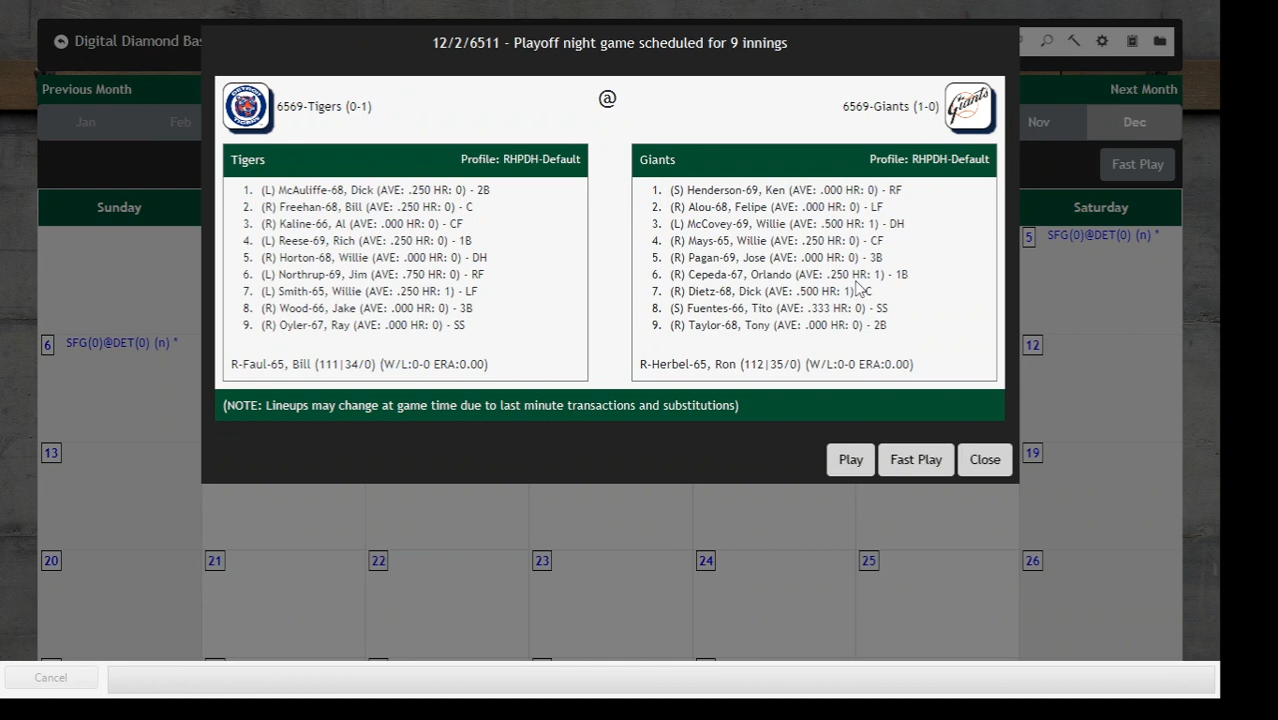 12/2/6511 - Playoff night game scheduled for 9 innings
Digital Diamond Bas
Previous Month
Next Month
Jan
Feb
Nov
Dec
Fast Play
Sunday
Saturday
6569-Tigers (0-1)
@
6569-Giants (1-0)
Giants
Tigers
Profile: RHPDH-Default
1. (L) McAuliffe-68, Dick (AVE: .250 HR: 0) - 2B
2. (R) Freehan-68, Bill (AVE: .250 HR: 0) - C
3. (R) Kaline-66, Al (AVE: .000 HR: 0) - CF
4. (L) Reese-69, Rich (AVE: .250 HR: 0) - 1B
5. (R) Horton-68, Willie (AVE: .000 HR: 0) - DH
6. (L) Northrup-69, Jim (AVE: .750 HR: 0) - RF
7. (L) Smith-65, Willie (AVE: .250 HR: 1) - LF
8. (R) Wood-66, Jake (AVE: .000 HR: 0) - 3B
9. (R) Oyler-67, Ray (AVE: .000 HR: 0) - SS
R-Faul-65, Bill (111|34/0) (W/L:0-0 ERA:0.00)
Giants
Profile: RHPDH-Default
1. (S) Henderson-69, Ken (AVE: .000 HR: 0) - RF
2. (R) Alou-68, Felipe (AVE: .000 HR: 0) - LF
3. (L) McCovey-69, Willie (AVE: .500 HR: 1) - DH
4. (R) Mays-65, Willie (AVE: .250 HR: 0) - CF
5. (R) Pagan-69, Jose (AVE: .000 HR: 0) - 3B
6. (R) Cepeda-67, Orlando (AVE: .250 HR: 1) - 1B
7. (R) Dietz-68, Dick (AVE: .500 HR: 1) C
8. (S) Fuentes-66, Tito (AVE: .333 HR: 0) - SS
9. (R) Taylor-68, Tony (AVE: .000 HR: 0) - 2B
R-Herbel-65, Ron (112|35/0) (W/L:0-0 ERA:0.00)
(NOTE: Lineups may change at game time due to last minute transactions and substitutions)
Play
Fast Play
Close
5 SFG(0)@DET(0) (n) *
6 SFG(0)@DET(0) (n) *
12
13
19
20
21
22
23
24
25
26
Cancel